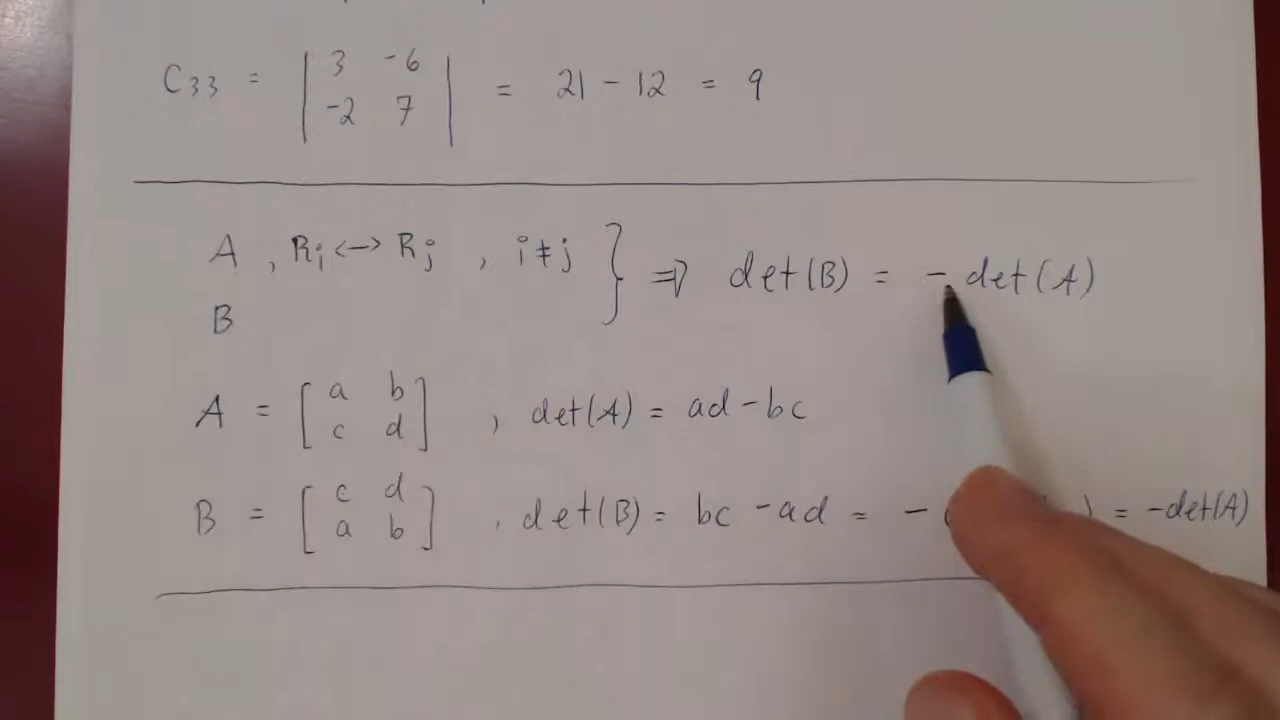 C33 = | 3 -6 | = 21 - 12 = 9
| -2 7 |
A , Ri <-> Rj , i ≠ j } => det(B) = - det(A)
B
A = [ a b ] , det(A) = ad - bc
[ c d ]
B = [ c d ] , det(B) = bc - ad = - ( ) = -det(A)
[ a b ]